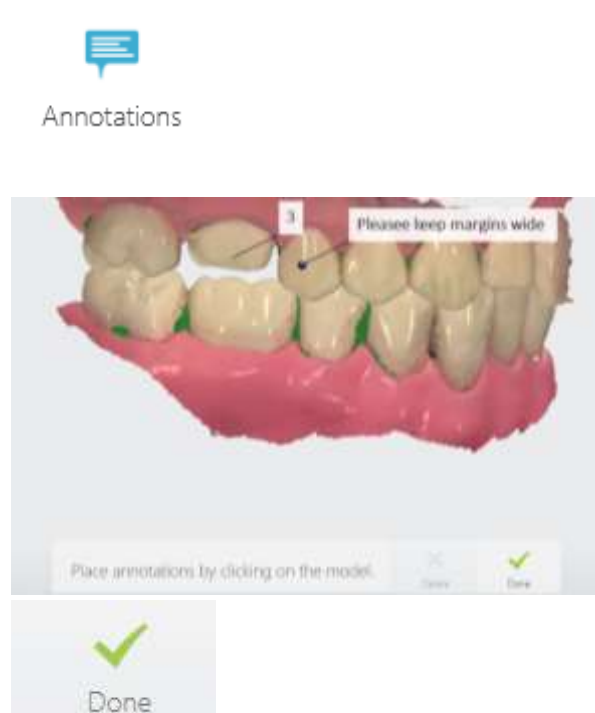 Annotations
3
Pleasee keep margins wide
Place annotations by clicking on the model.
Done
Done